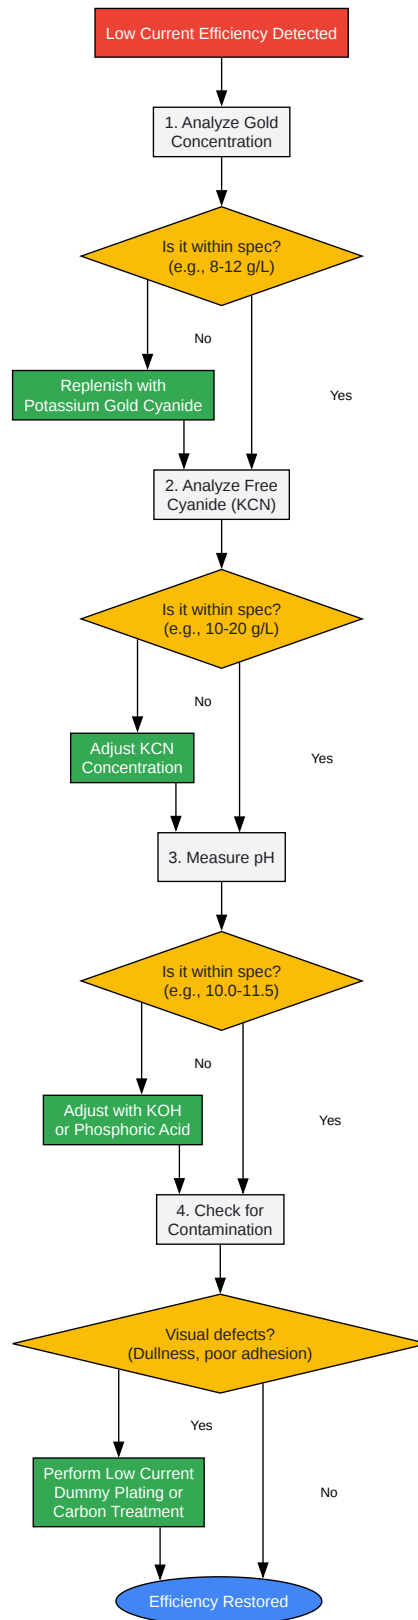 Low Current Efficiency Detected
1. Analyze Gold
Concentration
Is it within spec?
(e.g., 8-12 g/L)
No
Yes
Replenish with
Potassium Gold Cyanide
2. Analyze Free
Cyanide (KCN)
Is it within spec?
(e.g., 10-20 g/L)
No
Yes
Adjust KCN
Concentration
3. Measure pH
Is it within spec?
(e.g., 10.0-11.5)
No
Yes
Adjust with KOH
or Phosphoric Acid
4. Check for
Contamination
Visual defects?
(Dullness, poor adhesion)
Yes
No
Perform Low Current
Dummy Plating or
Carbon Treatment
Efficiency Restored